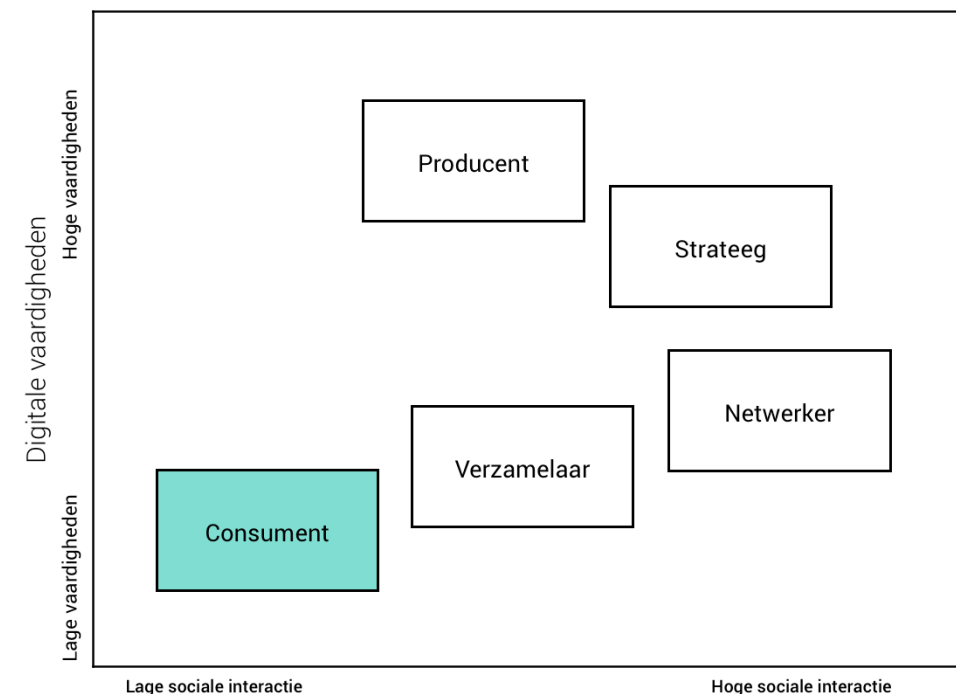 Digitale vaardigheden
Hoge vaardigheden
Lage vaardigheden
Producent
Strateeg
Netwerker
Verzamelaar
Consument
Lage sociale interactie
Hoge sociale interactie